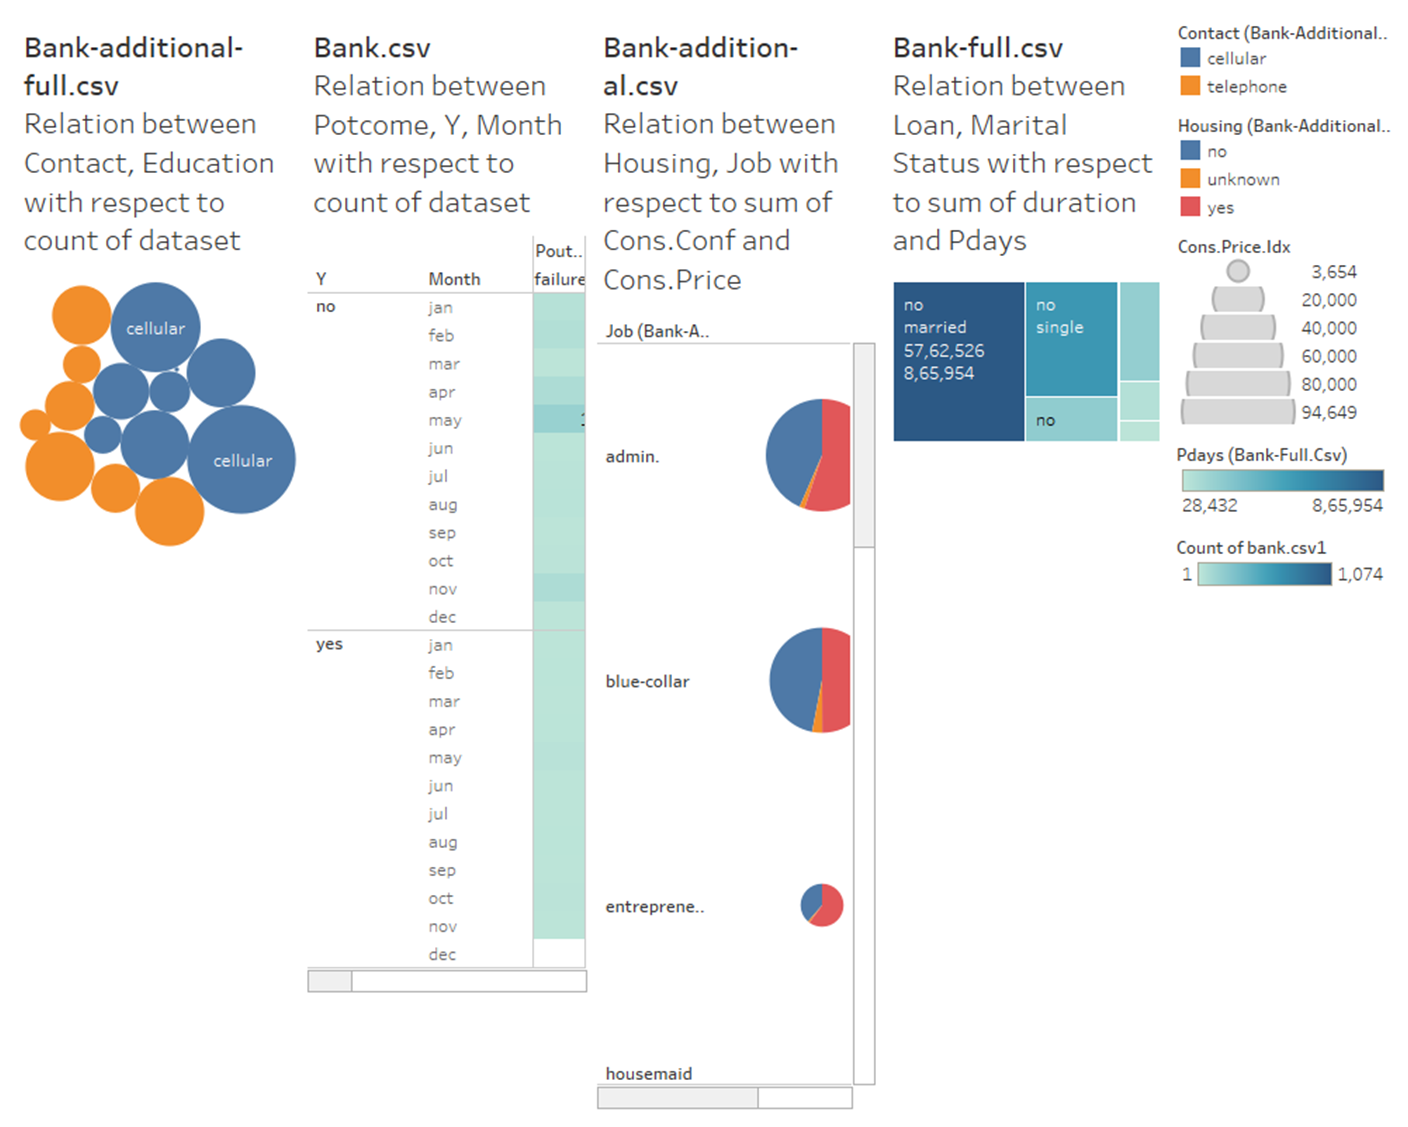 Bank-additional-
full.csv
Relation between
Contact, Education
with respect to
count of dataset
cellular
cellular
Bank.csv
Relation between
Potcome, Y, Month
with respect to
count of dataset
Pout..
Y Month failure
no jan
feb
mar
apr
may
jun
jul
aug
sep
oct
nov
dec
yes jan
feb
mar
apr
may
jun
jul
aug
sep
oct
nov
dec
Bank-addition-
al.csv
Relation between
Housing, Job with
respect to sum of
Cons.Conf and
Cons.Price
Job (Bank-A..
admin.
blue-collar
entreprene..
housemaid
Bank-full.csv
Relation between
Loan, Marital
Status with respect
to sum of duration
and Pdays
no
married
57,62,526
8,65,954
no
single
no
Contact (Bank-Additional..
cellular
telephone
Housing (Bank-Additional..
no
unknown
yes
Cons.Price.Idx
3,654
20,000
40,000
60,000
80,000
94,649
Pdays (Bank-Full.Csv)
28,432 8,65,954
Count of bank.csv1
1 1,074